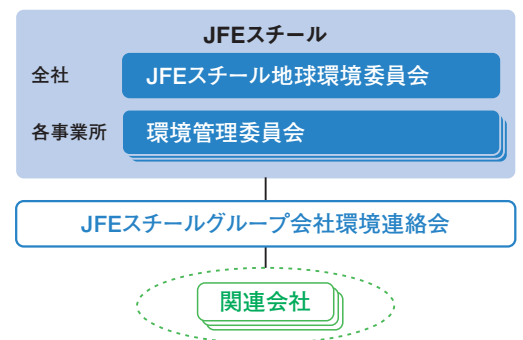 JFEスチール
全社 JFEスチール地球環境委員会
各事業所 環境管理委員会
JFEスチールグループ会社環境連絡会
関連会社